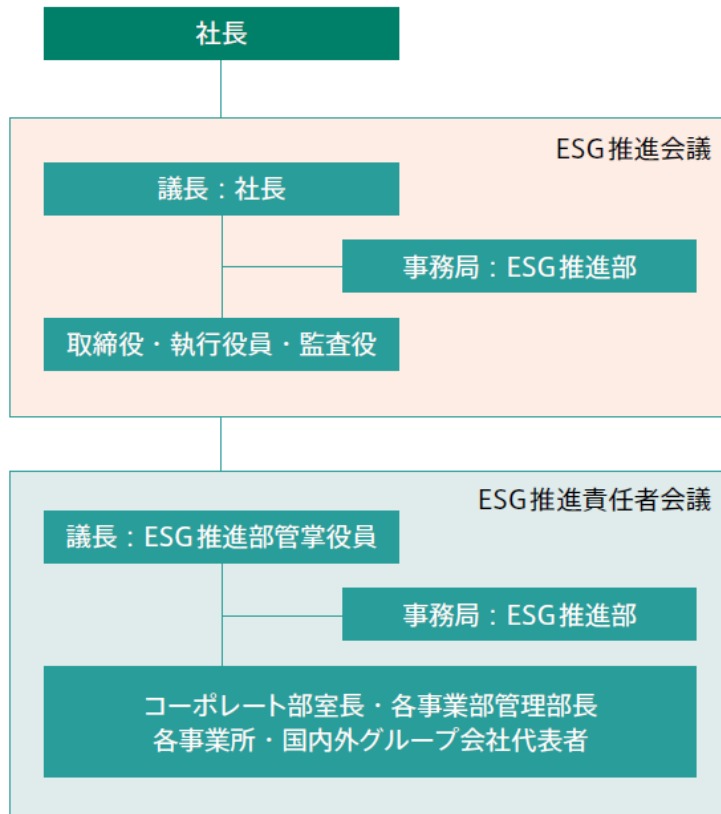 社長
ESG推進会議
議長：社長
事務局：ESG推進部
取締役・執行役員・監査役
ESG推進責任者会議
議長：ESG推進部管掌役員
事務局：ESG推進部
コーポレート部室長・各事業部管理部長
各事業所・国内外グループ会社代表者